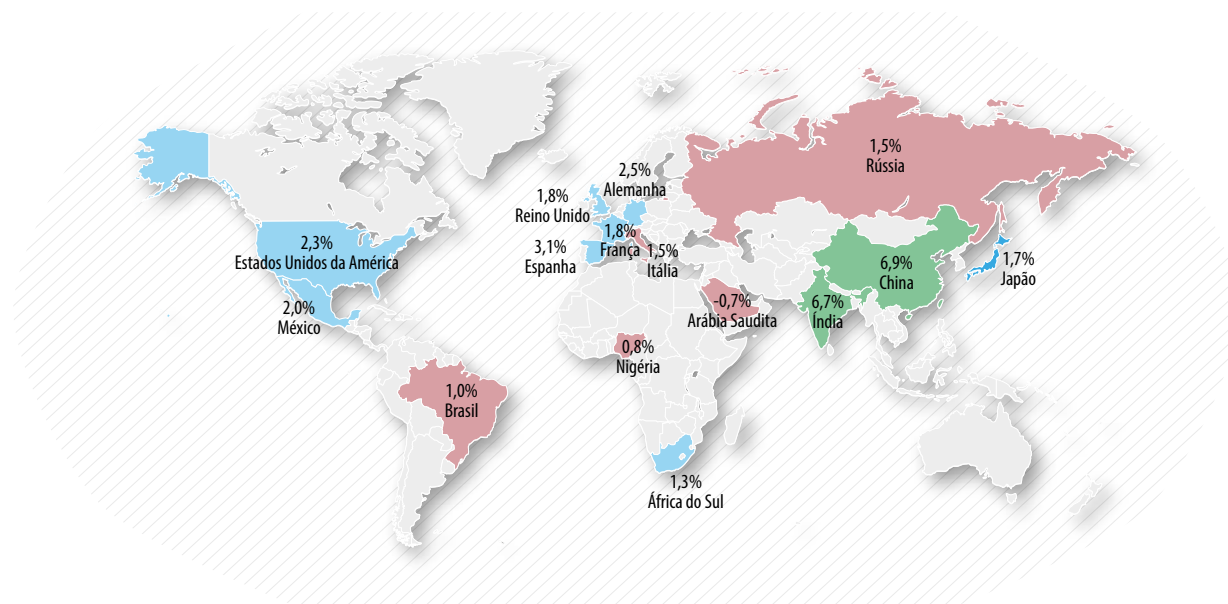 1,5%
Rússia
2,5%
Alemanha
1,8%
Reino Unido
1,8%
França
1,5%
Itália
3,1%
Espanha
2,3%
Estados Unidos da América
2,0%
México
6,9%
China
1,7%
Japão
6,7%
Índia
-0,7%
Arábia Saudita
0,8%
Nigéria
1,0%
Brasil
1,3%
África do Sul